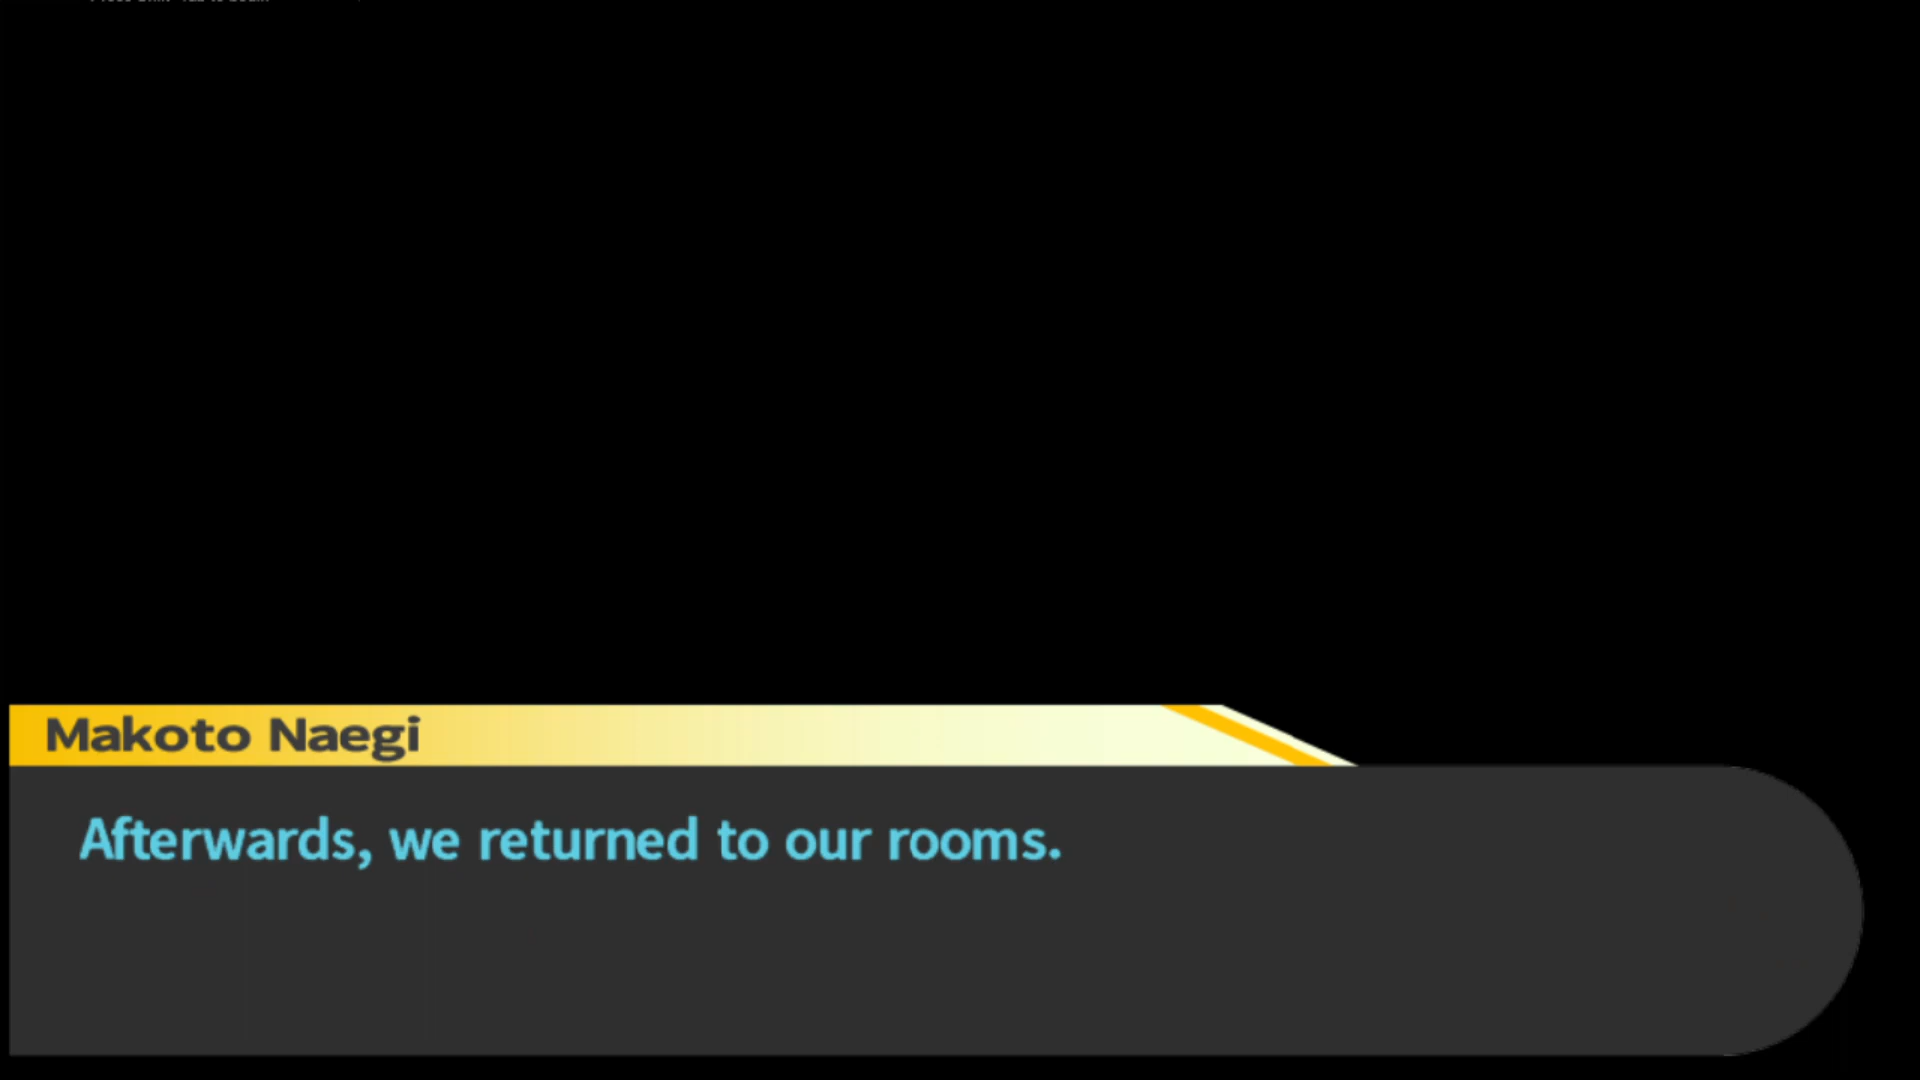 Makoto Naegi
Afterwards, we returned to our rooms.